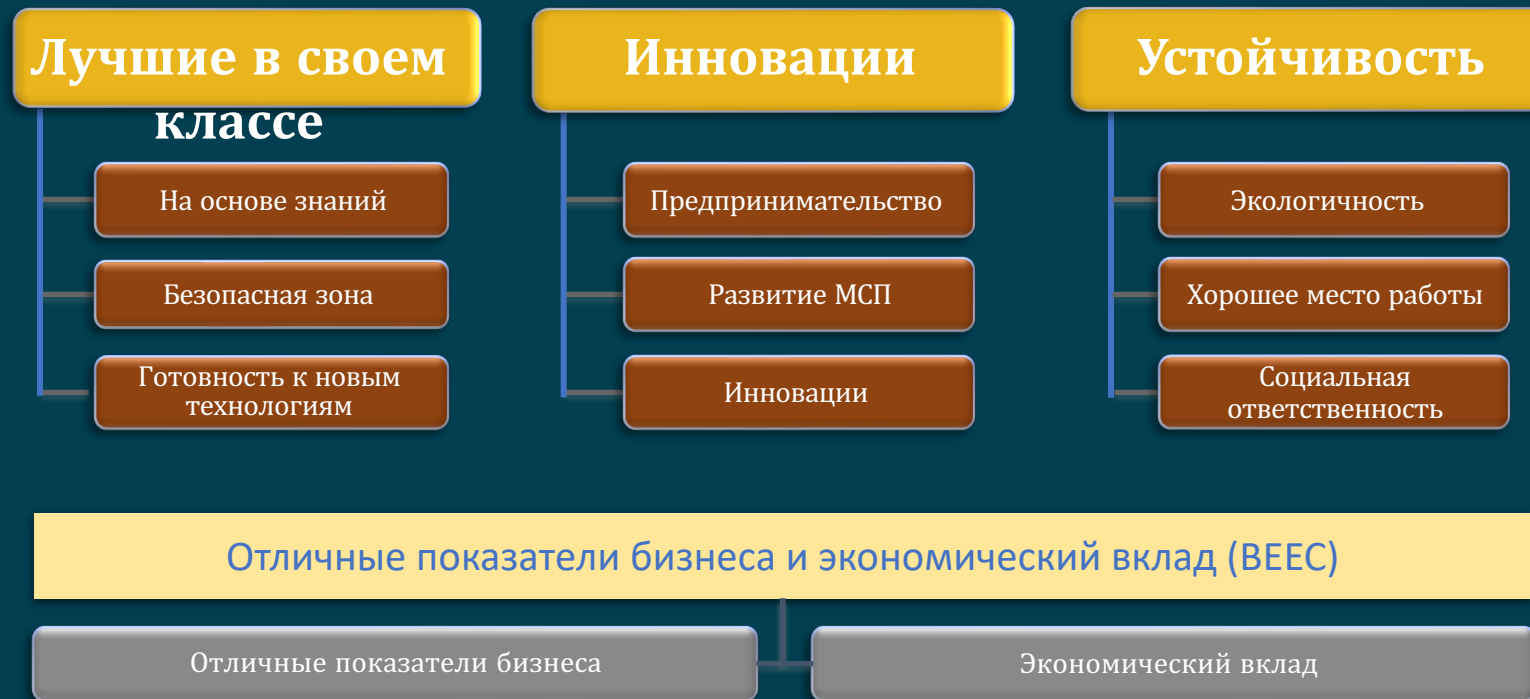 Лучшие в своем
классе
На основе знаний
Безопасная зона
Готовность к новым
технологиям
Инновации
Предпринимательство
Развитие МСП
Инновации
Устойчивость
Экологичность
Хорошее место работы
Социальная
ответственность
Отличные показатели бизнеса и экономический вклад (BEEC)
Отличные показатели бизнеса
Экономический вклад